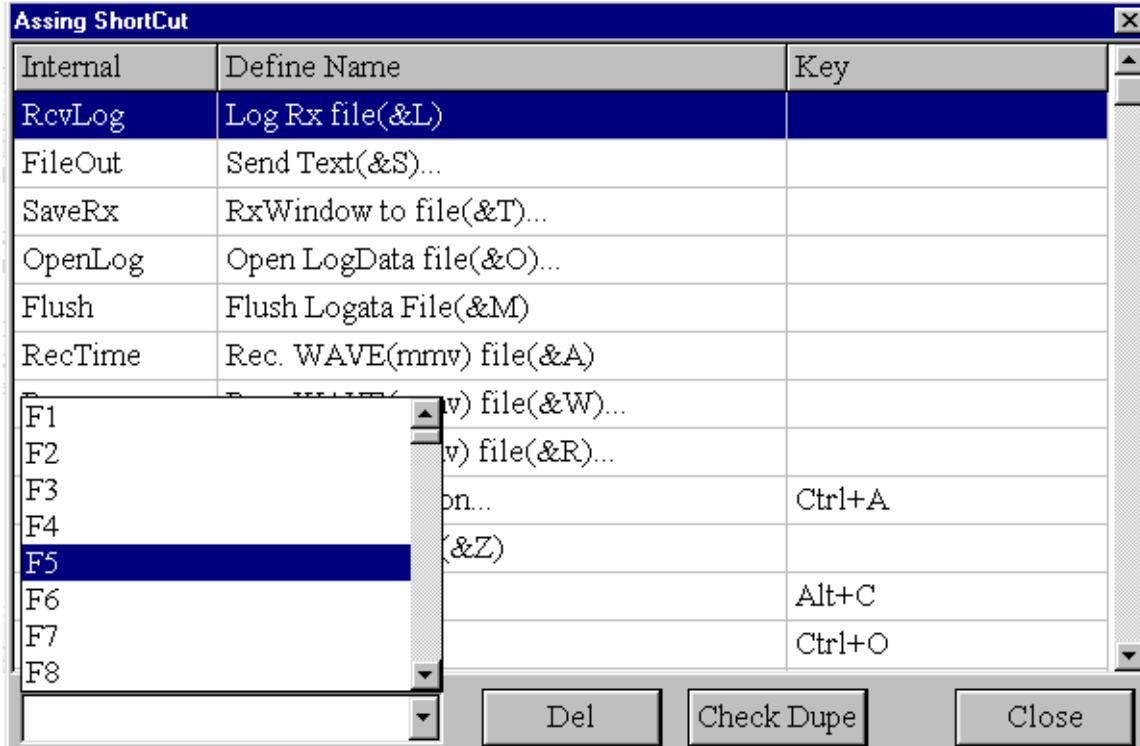 Assing ShortCut
Internal Define Name Key
RcvLog Log Rx file(&L)
FileOut Send Text(&S)...
SaveRx RxWindow to file(&T)...
OpenLog Open LogData file(&O)...
Flush Flush Logata File(&M)
RecTime Rec. WAVE(mmv) file(&A)
v) file(&W)...
v) file(&R)...
on... Ctrl+A
(&Z)
Alt+C
Ctrl+O
F1
F2
F3
F4
F5
F6
F7
F8
Del Check Dupe Close